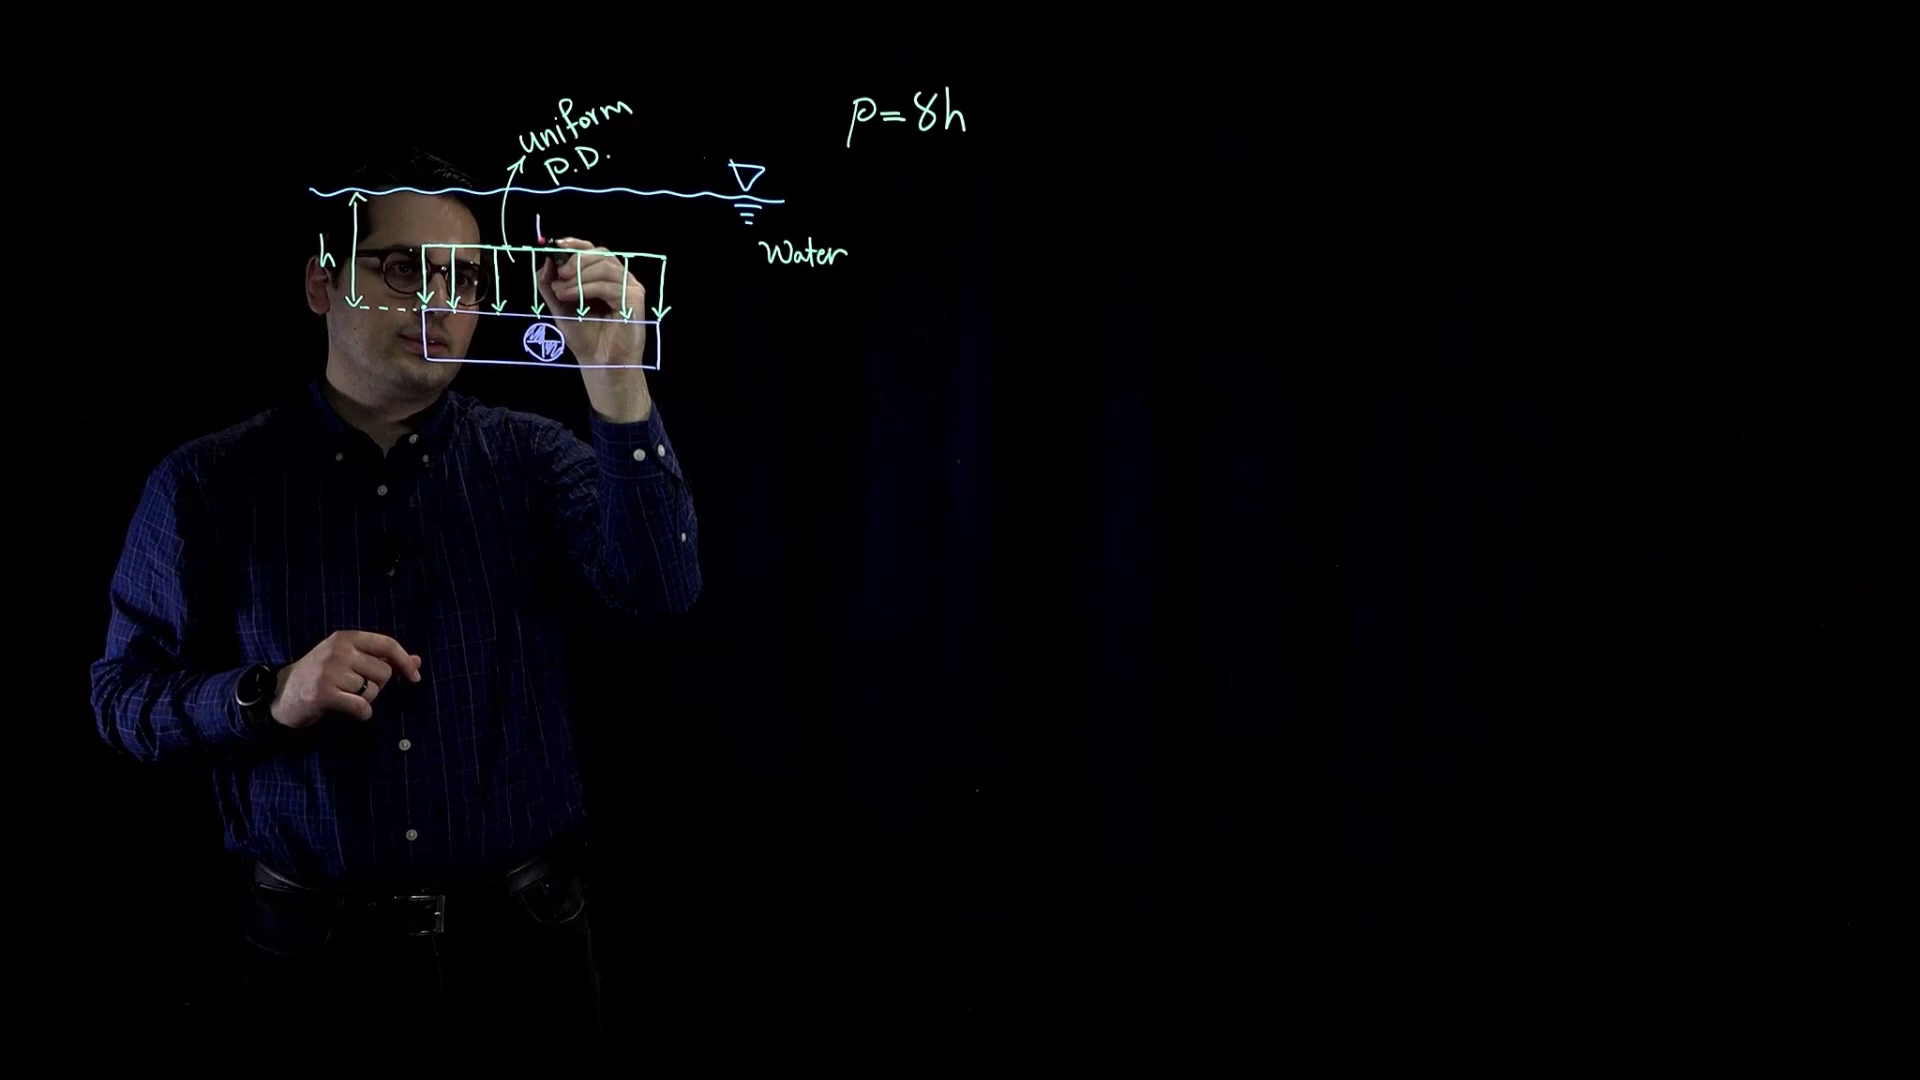 uniform
P.D.
p=γh
h
Water